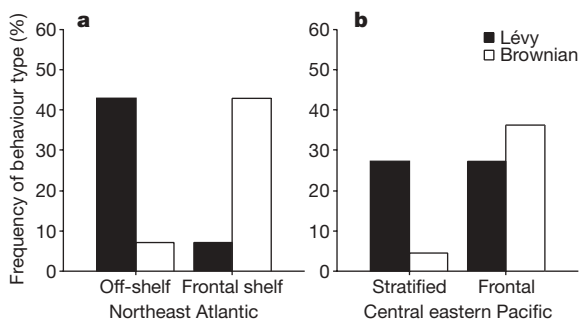 a
b
Lévy
Brownian
Frequency of behaviour type (%)
60
50
40
30
20
10
0
60
50
40
30
20
10
0
Off-shelf Frontal shelf
Northeast Atlantic
Stratified Frontal
Central eastern Pacific